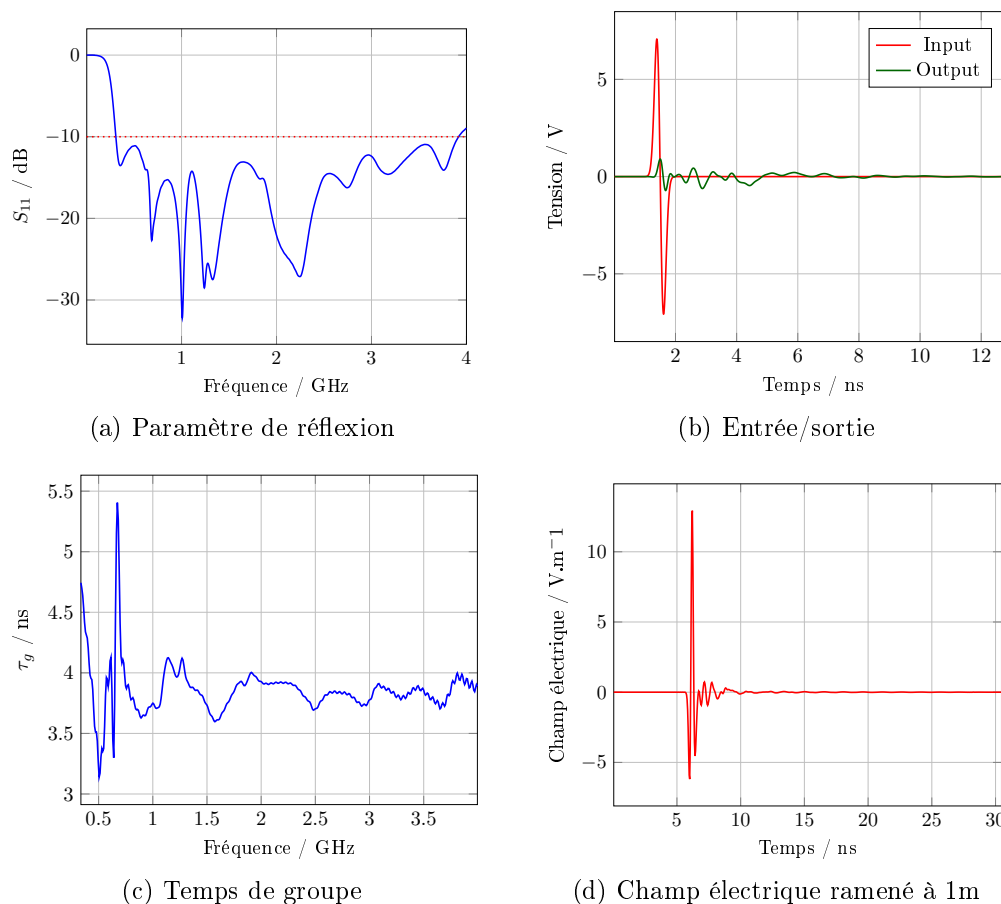 0
−10
−20
−30
1
2
3
4
S11 / dB
Fréquence / GHz
(a) Paramètre de réflexion
Input
Output
5
0
−5
2
4
6
8
10
12
Tension / V
Temps / ns
(b) Entrée/sortie
5.5
5
4.5
4
3.5
3
0.5
1
1.5
2
2.5
3
3.5
τg / ns
Fréquence / GHz
(c) Temps de groupe
10
5
0
−5
5
10
15
20
25
30
Champ électrique / V.m−1
Temps / ns
(d) Champ électrique ramené à 1m